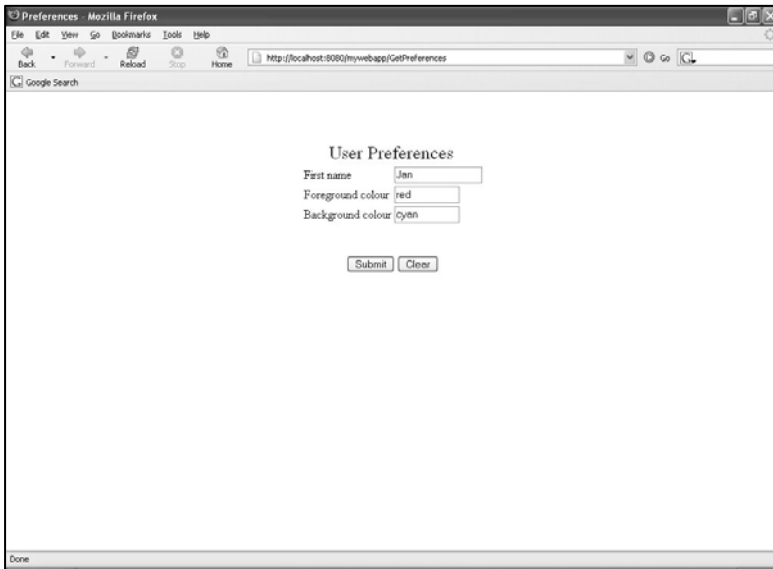 Preferences - Mozilla Firefox
File Edit View Go Bookmarks Tools Help
Back Forward Reload Stop Home http://localhost:8080/mywebapp/GetPreferences Go G
G Google Search
User Preferences
First name Jan
Foreground colour red
Background colour cyan
Submit Clear
Done